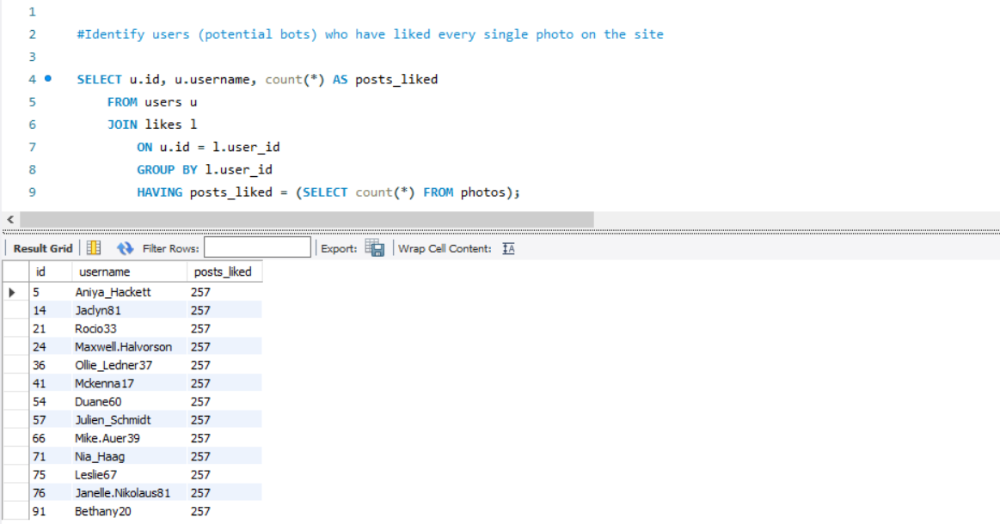 1
2 #Identify users (potential bots) who have liked every single photo on the site
3
4 SELECT u.id, u.username, count(*) AS posts_liked
5 FROM users u
6 JOIN likes l
7 ON u.id = l.user_id
8 GROUP BY l.user_id
9 HAVING posts_liked = (SELECT count(*) FROM photos);
Result Grid Filter Rows: Export: Wrap Cell Content: IA
id username posts_liked
5 Aniya_Hackett 257
14 Jaclyn81 257
21 Rocio33 257
24 Maxwell.Halvorson 257
36 Ollie_Ledner37 257
41 Mckenna17 257
54 Duane60 257
57 Julien_Schmidt 257
66 Mike.Auer39 257
71 Nia_Haag 257
75 Leslie67 257
76 Janelle.Nikolaus81 257
91 Bethany20 257